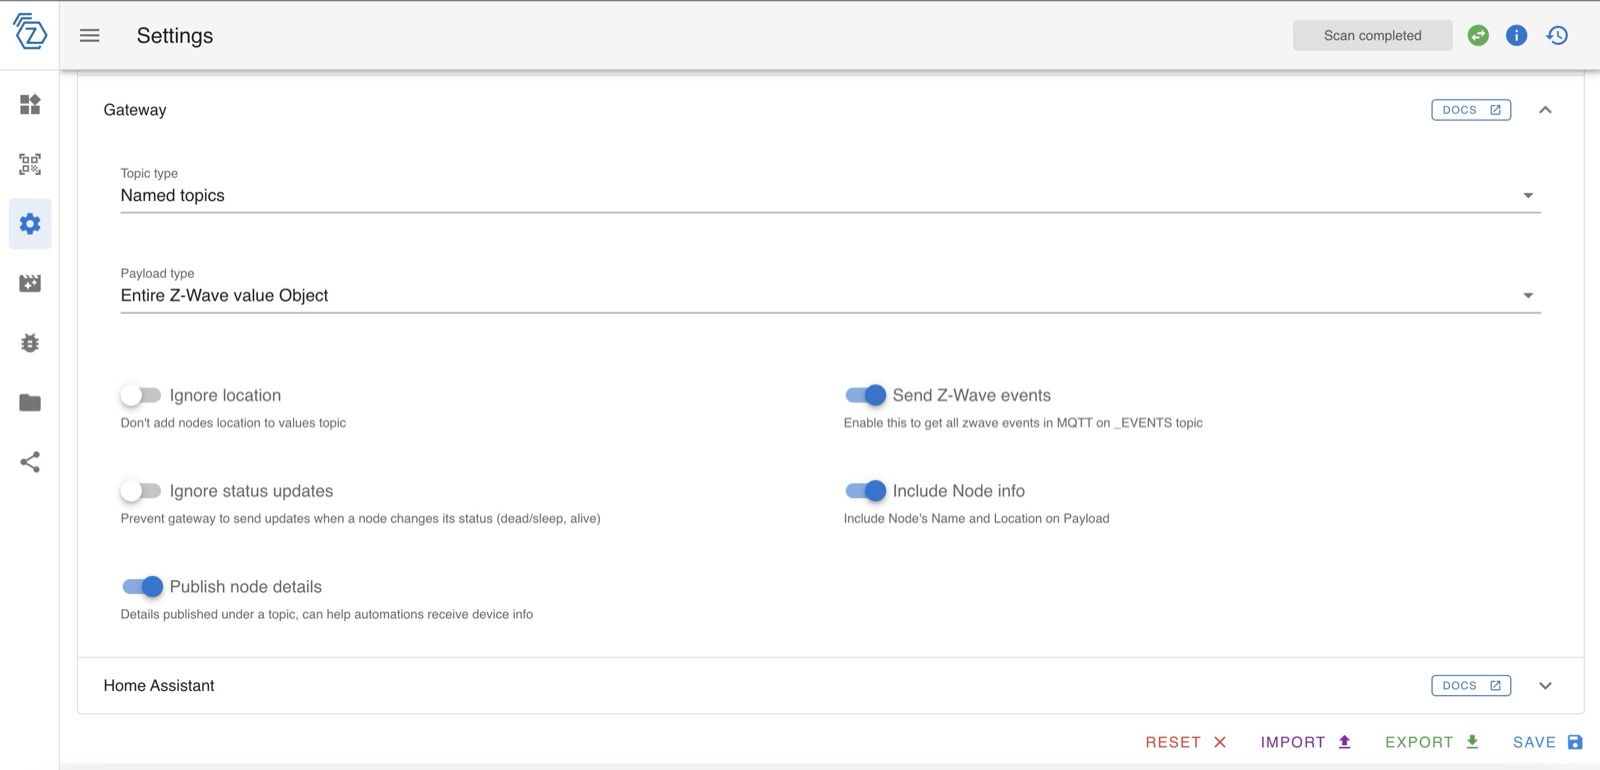 Settings
Scan completed
Gateway
DOCS
Topic type
Named topics
Payload type
Entire Z-Wave value Object
Ignore location
Don't add nodes location to values topic
Send Z-Wave events
Enable this to get all zwave events in MQTT on _EVENTS topic
Ignore status updates
Prevent gateway to send updates when a node changes its status (dead/sleep, alive)
Include Node info
Include Node's Name and Location on Payload
Publish node details
Details published under a topic, can help automations receive device info
Home Assistant
DOCS
RESET IMPORT EXPORT SAVE